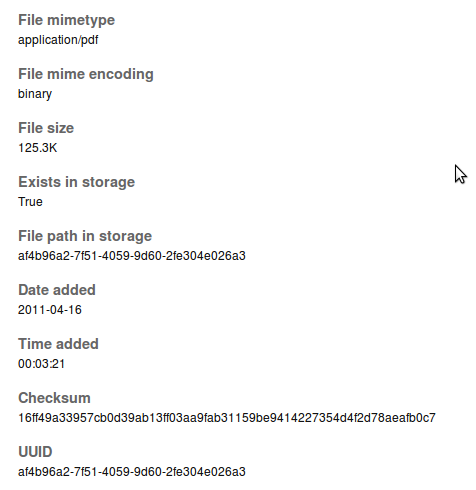 File mimetype
application/pdf
File mime encoding
binary
File size
125.3K
Exists in storage
True
File path in storage
af4b96a2-7f51-4059-9d60-2fe304e026a3
Date added
2011-04-16
Time added
00:03:21
Checksum
16ff49a33957cb0d39ab13ff03aa9fab31159be9414227354d4f2d78aeafb0c7
UUID
af4b96a2-7f51-4059-9d60-2fe304e026a3